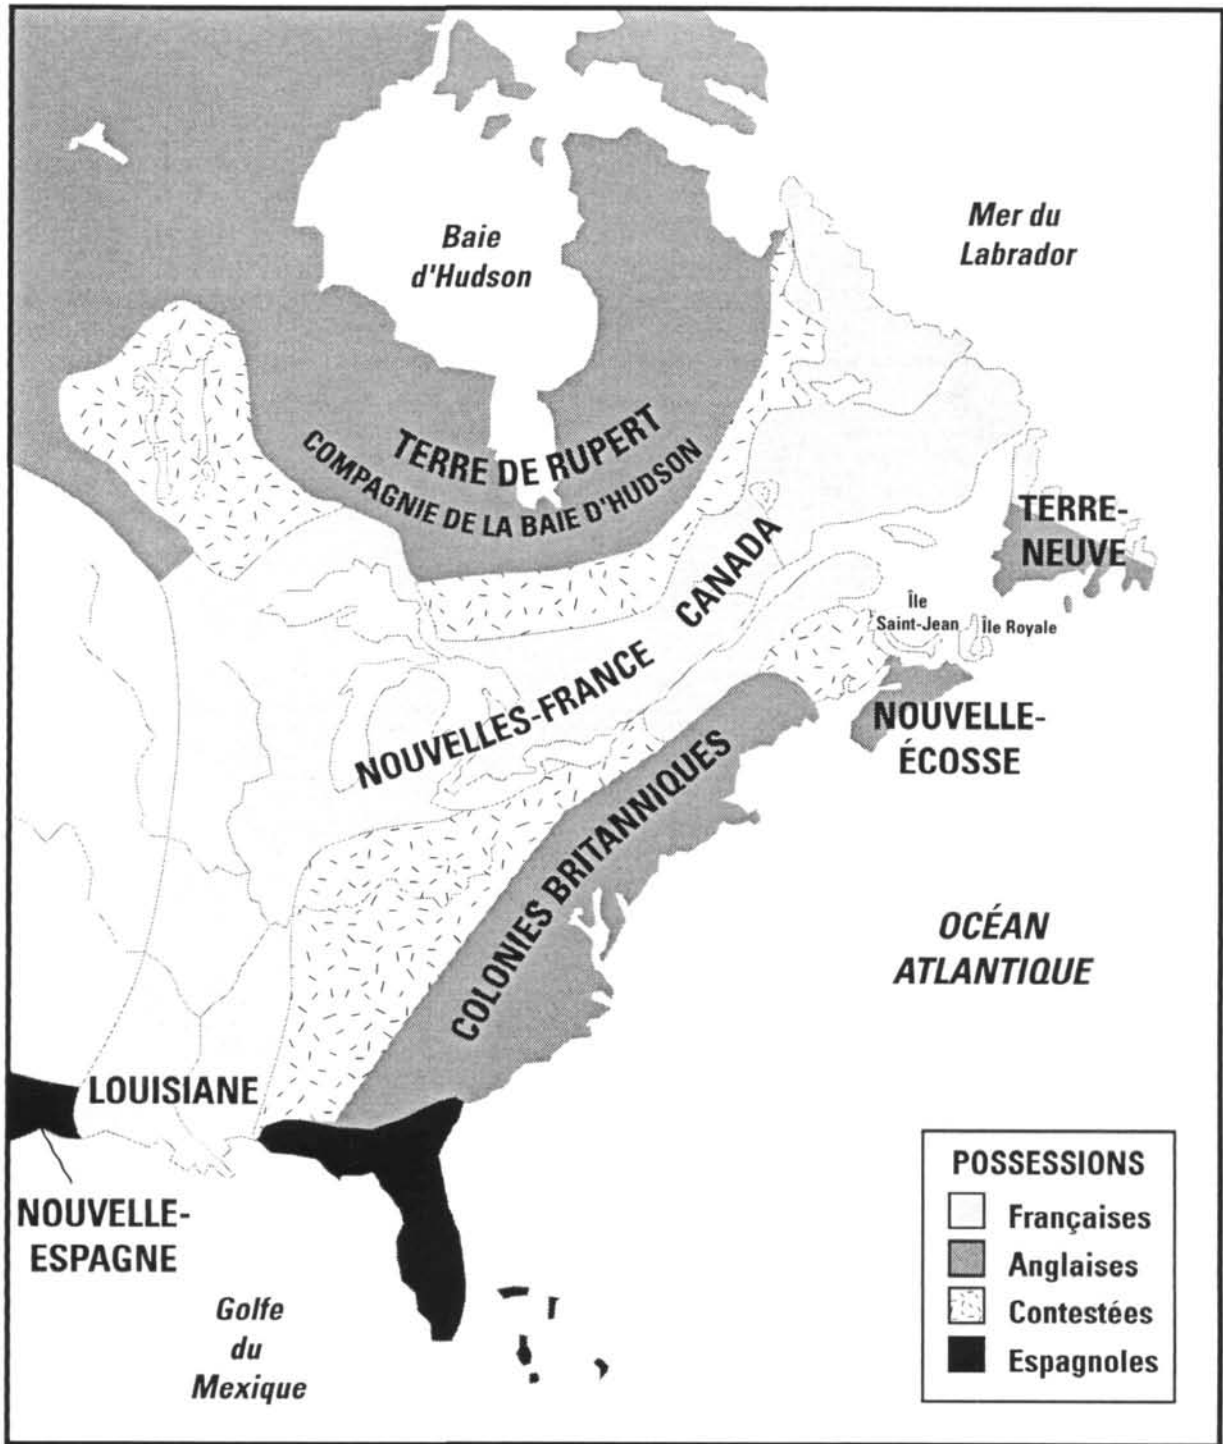 Mer du
Labrador
Baie
d'Hudson
TERRE DE RUPERT
COMPAGNIE DE LA BAIE D'HUDSON
TERRE-
NEUVE
CANADA
Île
Saint-Jean
Île Royale
NOUVELLES-FRANCE
NOUVELLE-
ÉCOSSE
COLONIES BRITANNIQUES
OCÉAN
ATLANTIQUE
LOUISIANE
NOUVELLE-
ESPAGNE
Golfe
du
Mexique
POSSESSIONS
Françaises
Anglaises
Contestées
Espagnoles